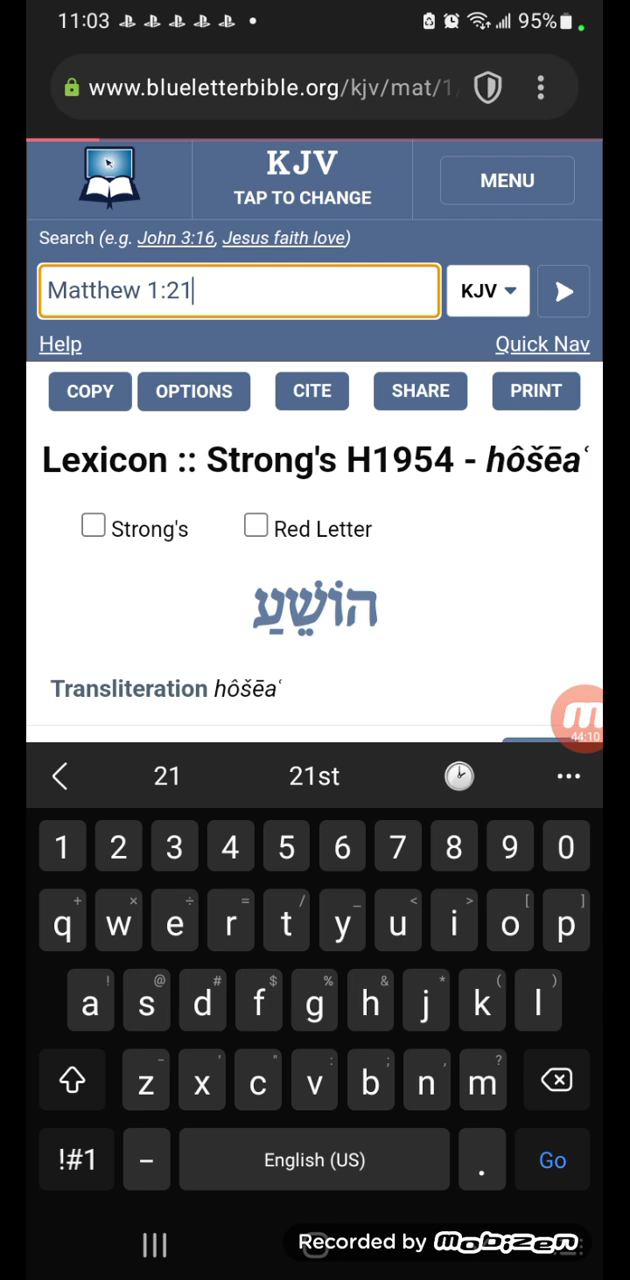 11:03 95%
www.blueletterbible.org/kjv/mat/1/
KJV
TAP TO CHANGE
MENU
Search (e.g. John 3:16, Jesus faith love)
Matthew 1:21
KJV
Help Quick Nav
COPY OPTIONS CITE SHARE PRINT
Lexicon :: Strong's H1954 - hôšēaʿ
Strong's Red Letter
הוֹשֵׁעַ
Transliteration hôšēaʿ
44:10
21 21st
1 2 3 4 5 6 7 8 9 0
+ × ÷ = / _ < > [ ]
q w e r t y u i o p
! @ # $ % & * ( )
a s d f g h j k l
- ' " : ; , ?
z x c v b n m
!#1 – English (US) . Go
Recorded by mobizen